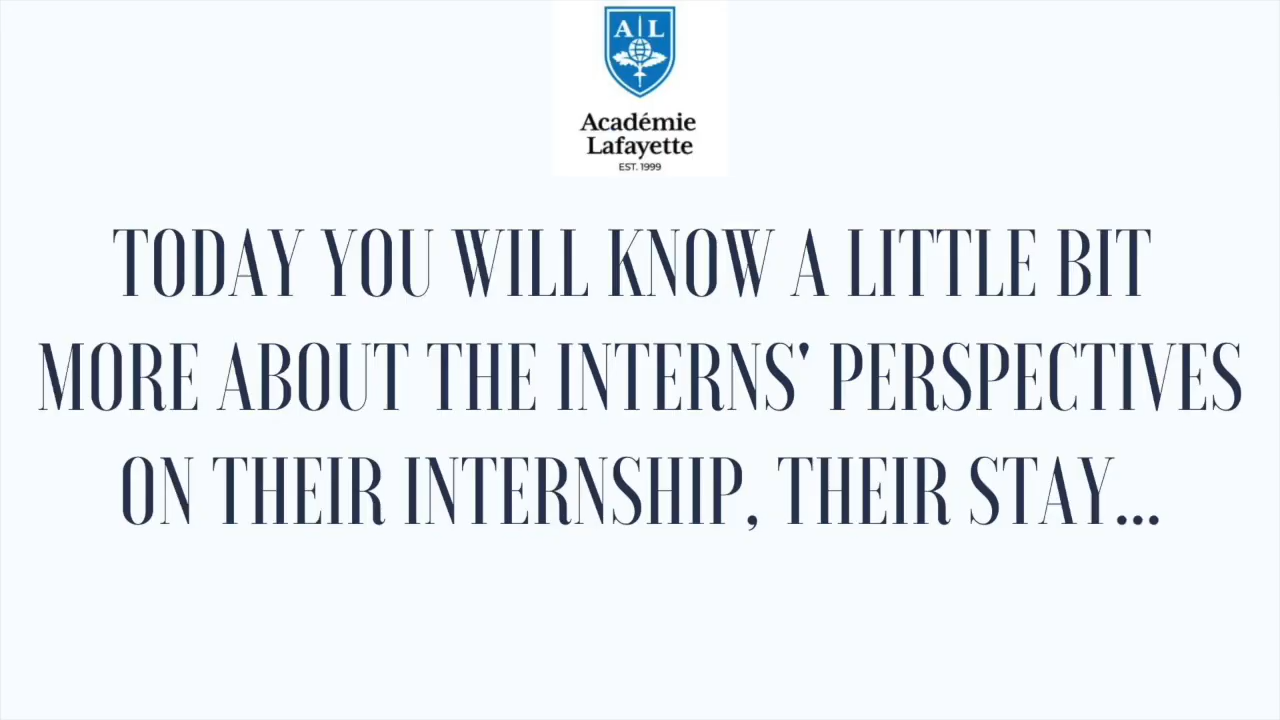 A L
Académie
Lafayette
EST. 1999
TODAY YOU WILL KNOW A LITTLE BIT
MORE ABOUT THE INTERNS' PERSPECTIVES
ON THEIR INTERNSHIP, THEIR STAY...